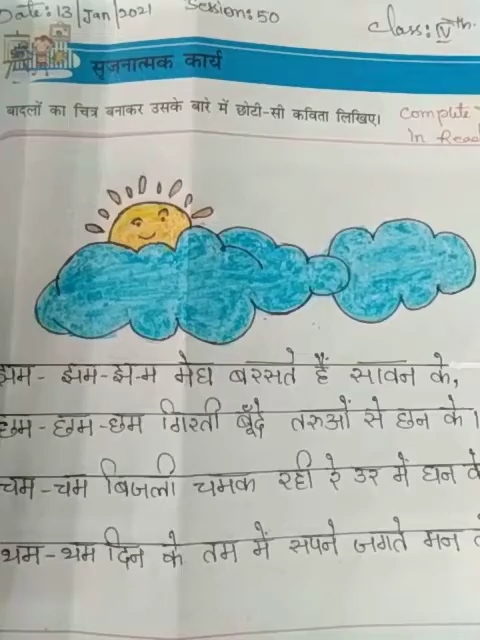 Date: 13/Jan/2021 Session: 50
Class: IVth
सृजनात्मक कार्य
बादलों का चित्र बनाकर उसके बारे में छोटी-सी कविता लिखिए।
Complete
in
झम- झम-झ-म मेघ बरसते हैं सावन के,
छम-छम-छम गिरती बूँदे तरुओं से छन के।
चम-चम बिजली चमक रही रे उर में घन के
थम-थम दिन के तम में सपने जगते मन